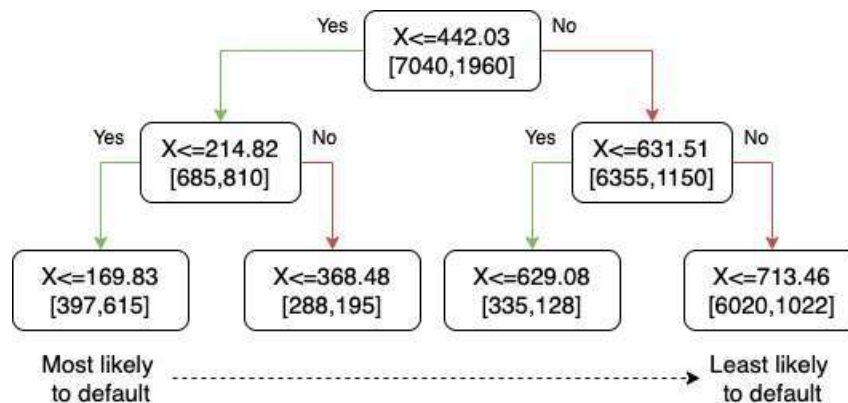 Yes
X<=442.03
[7040,1960]
No
Yes
X<=214.82
[685,810]
No
Yes
X<=631.51
[6355,1150]
No
X<=169.83
[397,615]
X<=368.48
[288,195]
X<=629.08
[335,128]
X<=713.46
[6020,1022]
Most likely
to default
Least likely
to default